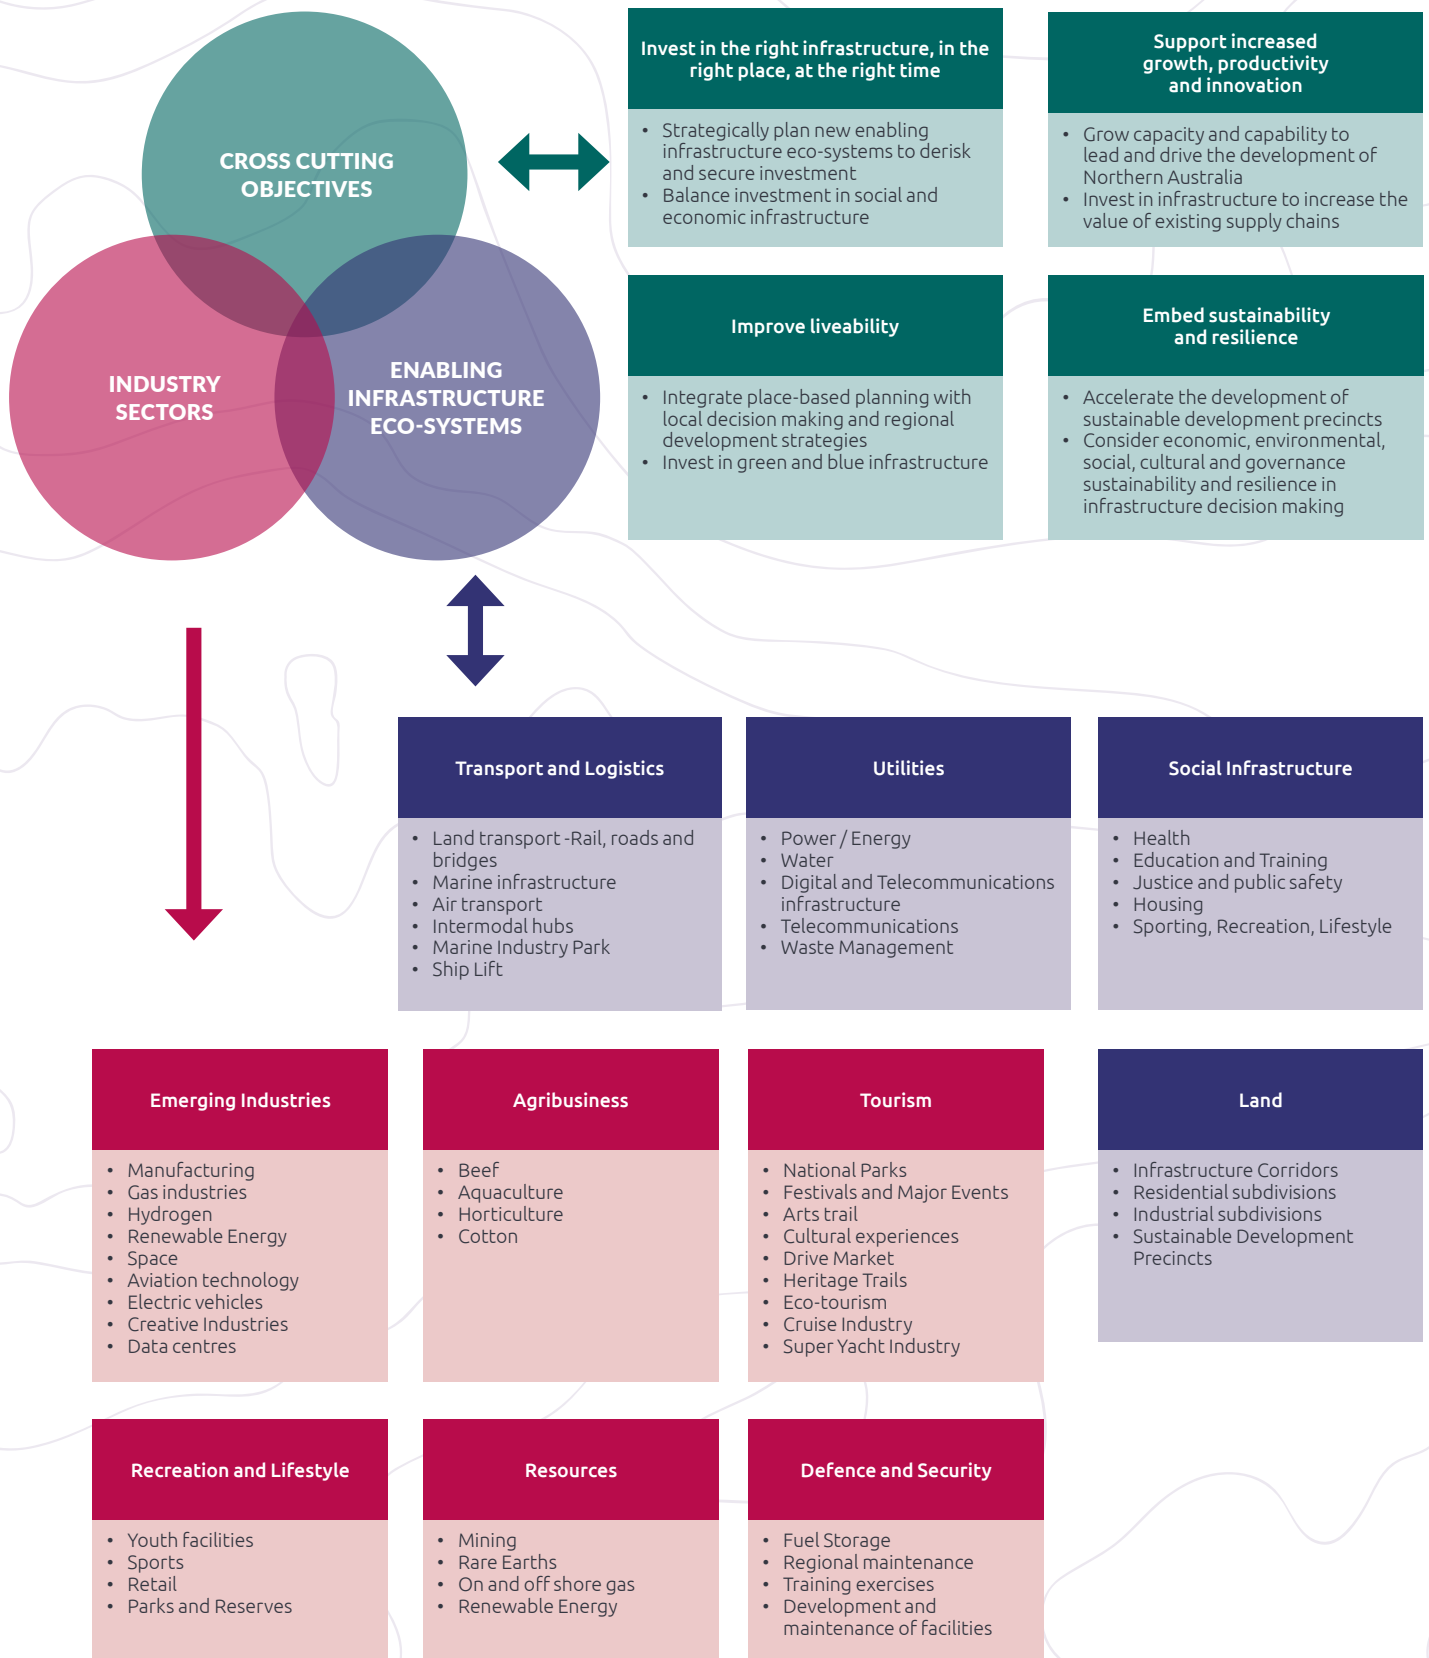 CROSS CUTTING
OBJECTIVES
INDUSTRY
SECTORS
ENABLING
INFRASTRUCTURE
ECO-SYSTEMS
Invest in the right infrastructure, in the
right place, at the right time
• Strategically plan new enabling
infrastructure eco-systems to derisk
and secure investment
• Balance investment in social and
economic infrastructure
Support increased
growth, productivity
and innovation
• Grow capacity and capability to
lead and drive the development of
Northern Australia
• Invest in infrastructure to increase the
value of existing supply chains
Improve liveability
• Integrate place-based planning with
local decision making and regional
development strategies
• Invest in green and blue infrastructure
Embed sustainability
and resilience
• Accelerate the development of
sustainable development precincts
• Consider economic, environmental,
social, cultural and governance
sustainability and resilience in
infrastructure decision making
Transport and Logistics
• Land transport -Rail, roads and
bridges
• Marine infrastructure
• Air transport
• Intermodal hubs
• Marine Industry Park
• Ship Lift
Utilities
• Power / Energy
• Water
• Digital and Telecommunications
infrastructure
• Telecommunications
• Waste Management
Social Infrastructure
• Health
• Education and Training
• Justice and public safety
• Housing
• Sporting, Recreation, Lifestyle
Emerging Industries
• Manufacturing
• Gas industries
• Hydrogen
• Renewable Energy
• Space
• Aviation technology
• Electric vehicles
• Creative Industries
• Data centres
Agribusiness
• Beef
• Aquaculture
• Horticulture
• Cotton
Tourism
• National Parks
• Festivals and Major Events
• Arts trail
• Cultural experiences
• Drive Market
• Heritage Trails
• Eco-tourism
• Cruise Industry
• Super Yacht Industry
Land
• Infrastructure Corridors
• Residential subdivisions
• Industrial subdivisions
• Sustainable Development
Precincts
Recreation and Lifestyle
• Youth facilities
• Sports
• Retail
• Parks and Reserves
Resources
• Mining
• Rare Earths
• On and off shore gas
• Renewable Energy
Defence and Security
• Fuel Storage
• Regional maintenance
• Training exercises
• Development and
maintenance of facilities